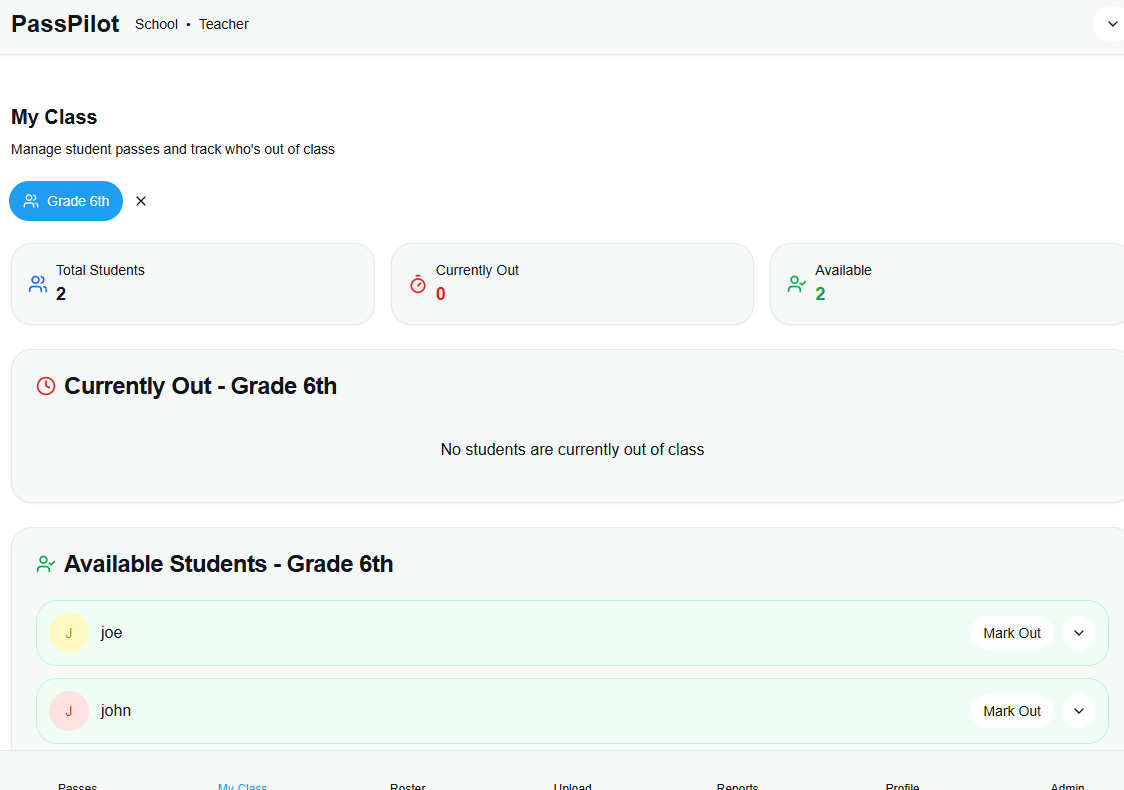 PassPilot School • Teacher
My Class
Manage student passes and track who's out of class
Grade 6th
Total Students
2
Currently Out
0
Available
2
Currently Out - Grade 6th
No students are currently out of class
Available Students - Grade 6th
J joe Mark Out
J john Mark Out
Passes My Class Roster Upload Reports Profile Admin